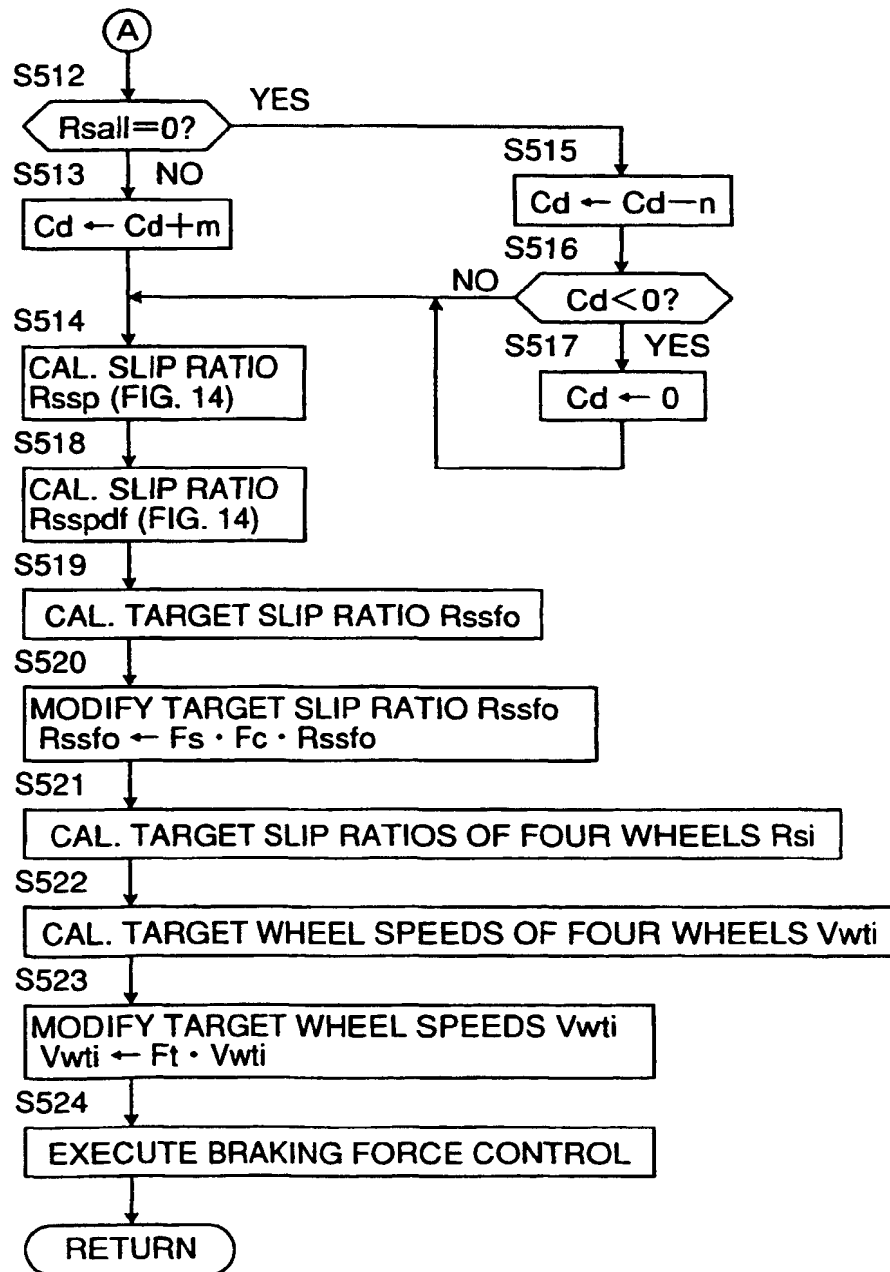 A
S512
YES
Rsall=0?
S513 NO
Cd ← Cd+m
S515
Cd ← Cd−n
S516
NO
Cd<0?
S517 YES
Cd ← 0
S514
CAL. SLIP RATIO
Rssp (FIG. 14)
S518
CAL. SLIP RATIO
Rsspdf (FIG. 14)
S519
CAL. TARGET SLIP RATIO Rssfo
S520
MODIFY TARGET SLIP RATIO Rssfo
Rssfo ← Fs · Fc · Rssfo
S521
CAL. TARGET SLIP RATIOS OF FOUR WHEELS Rsi
S522
CAL. TARGET WHEEL SPEEDS OF FOUR WHEELS Vwti
S523
MODIFY TARGET WHEEL SPEEDS Vwti
Vwti ← Ft · Vwti
S524
EXECUTE BRAKING FORCE CONTROL
RETURN